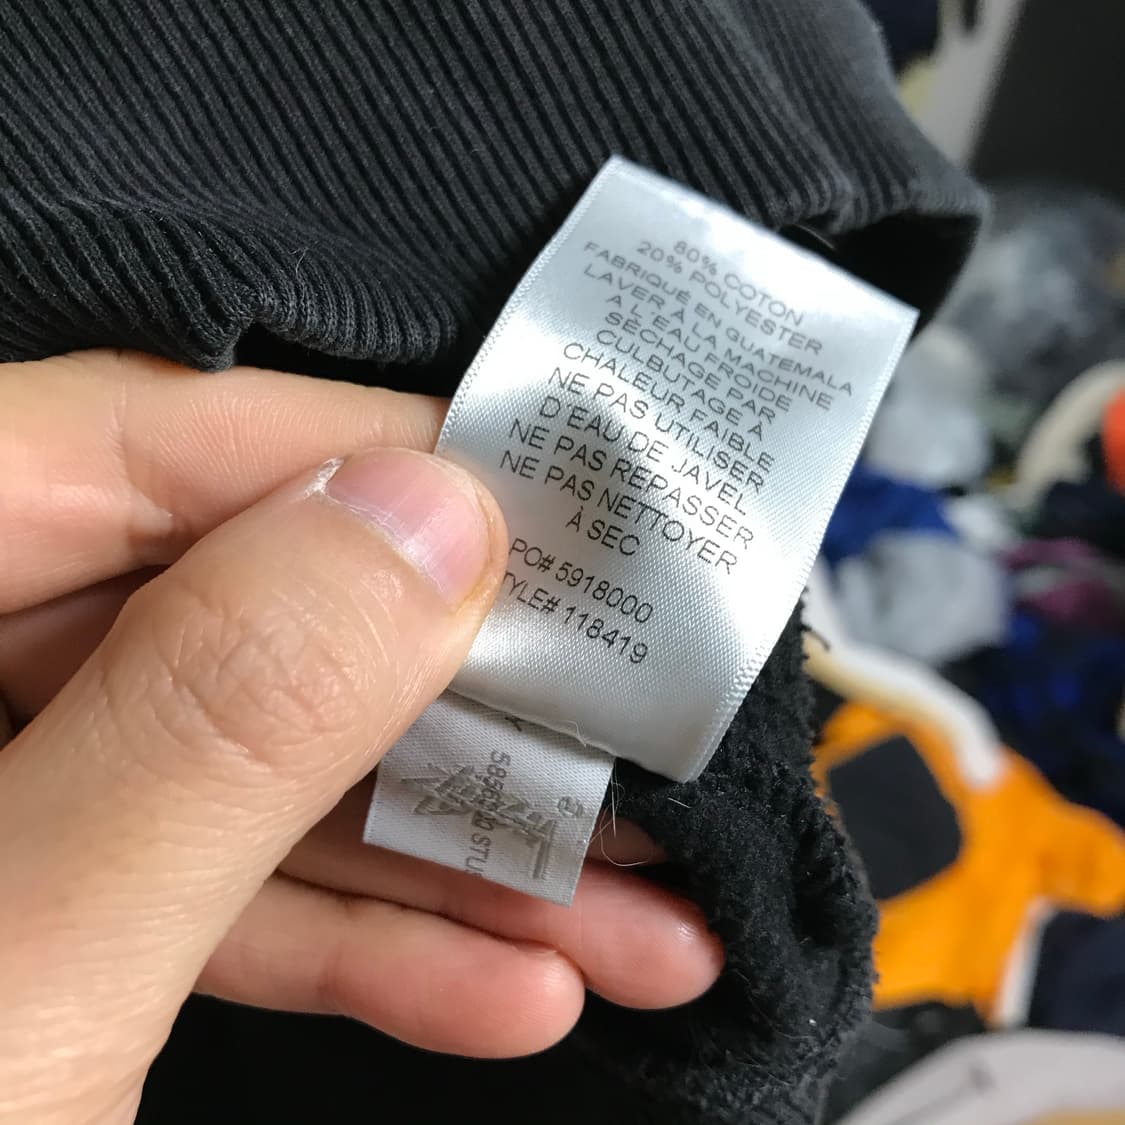 80% COTON
20% POLYESTER
FABRIQUÉ EN GUATEMALA
LAVER À LA MACHINE
A L'EAU FROIDE
SÉCHAGE PAR
CULBUTAGE À
CHALEUR FAIBLE
NE PAS UTILISER
D'EAU DE JAVEL
NE PAS REPASSER
NE PAS NETTOYER
À SEC
PO# 5918000
TYLE# 118419